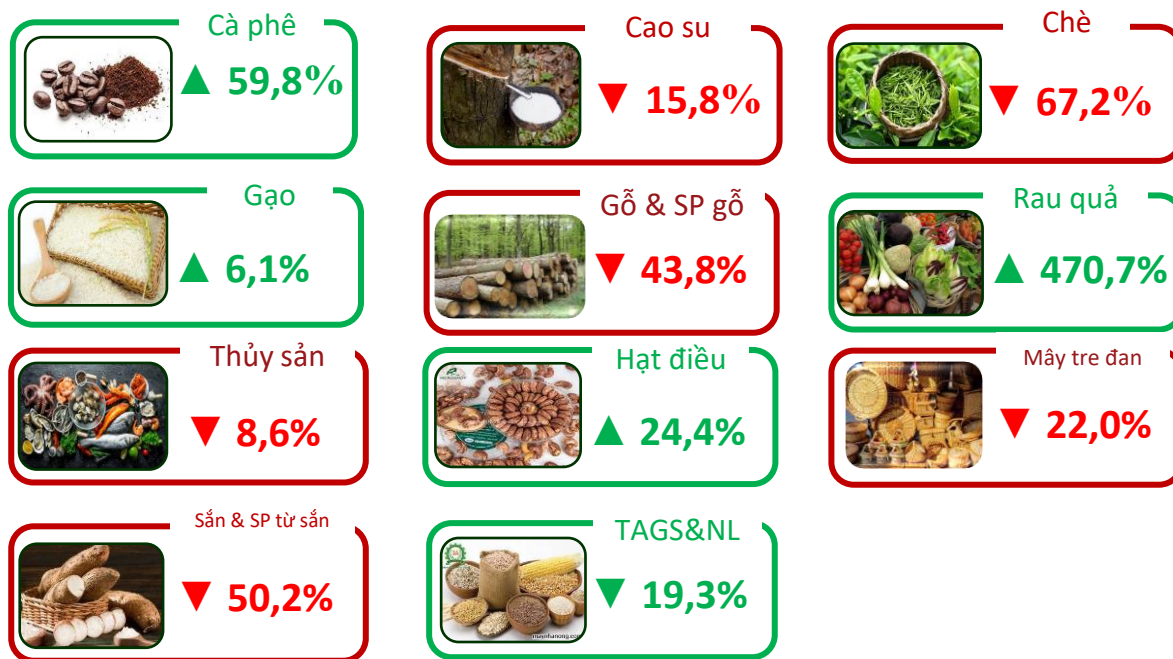 Cà phê
▲ 59,8%
Cao su
▼ 15,8%
Chè
▼ 67,2%
Gạo
▲ 6,1%
Gỗ & SP gỗ
▼ 43,8%
Rau quả
▲ 470,7%
Thủy sản
▼ 8,6%
Hạt điều
▲ 24,4%
Mây tre đan
▼ 22,0%
Sắn & SP từ sắn
▼ 50,2%
TAGS&NL
▼ 19,3%